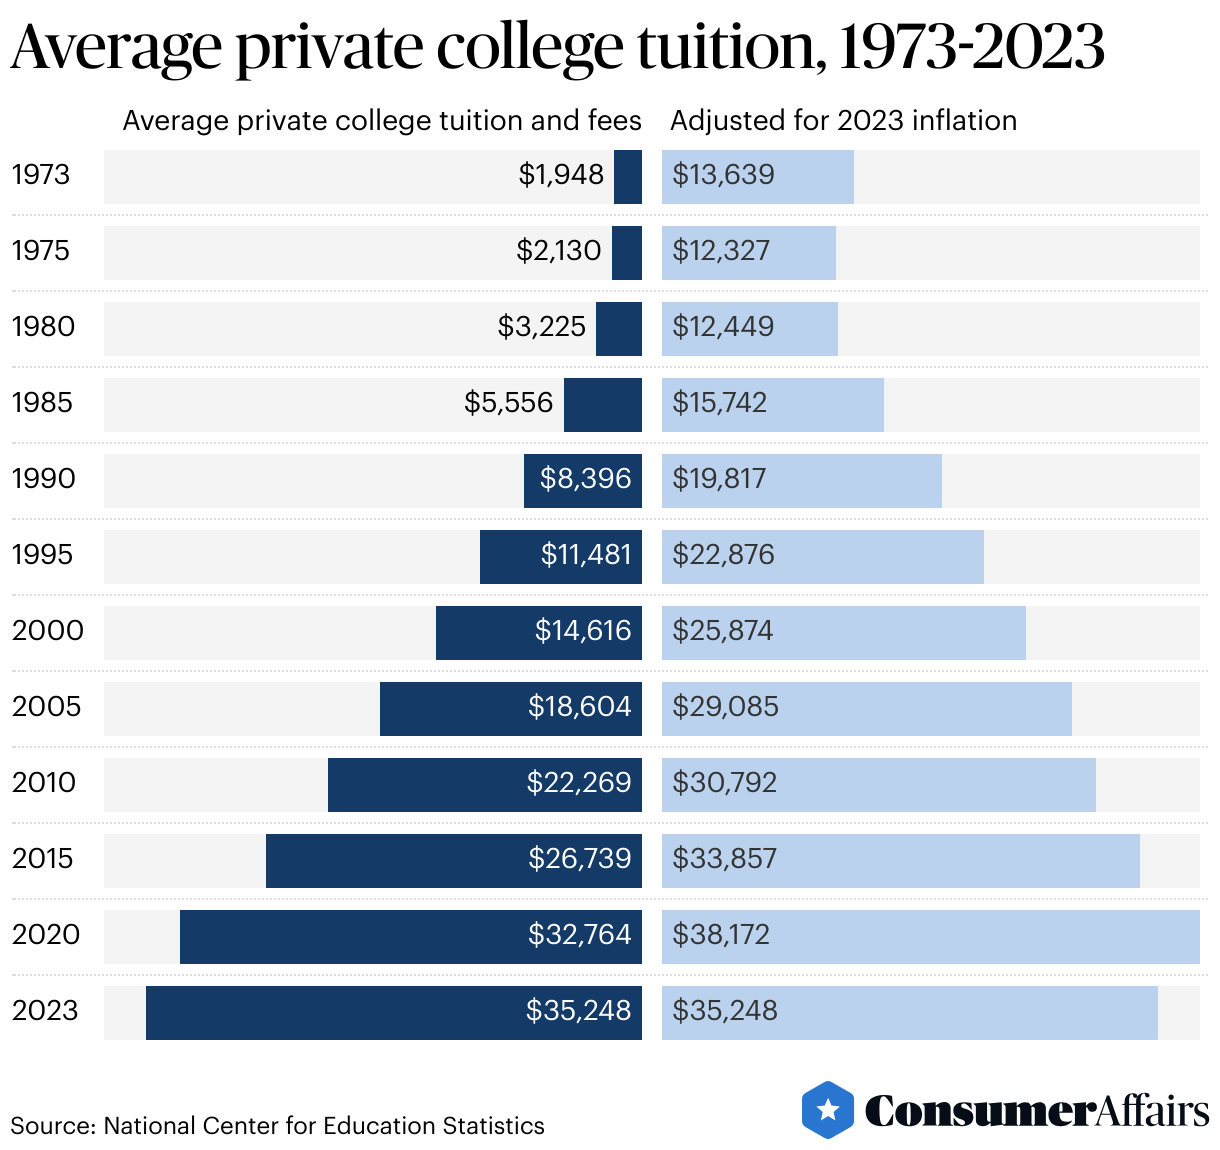 Average private college tuition, 1973-2023
Average private college tuition and fees Adjusted for 2023 inflation
1973 $1,948 $13,639
1975 $2,130 $12,327
1980 $3,225 $12,449
1985 $5,556 $15,742
1990 $8,396 $19,817
1995 $11,481 $22,876
2000 $14,616 $25,874
2005 $18,604 $29,085
2010 $22,269 $30,792
2015 $26,739 $33,857
2020 $32,764 $38,172
2023 $35,248 $35,248
Source: National Center for Education Statistics
ConsumerAffairs